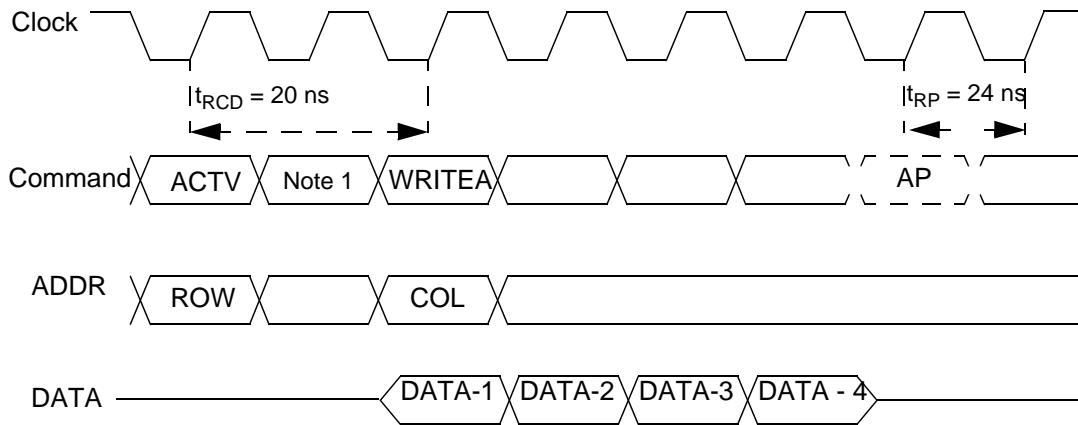 Clock
tRCD = 20 ns
tRP = 24 ns
Command ACTV Note 1 WRITEA AP
ADDR ROW COL
DATA DATA-1 DATA-2 DATA-3 DATA - 4